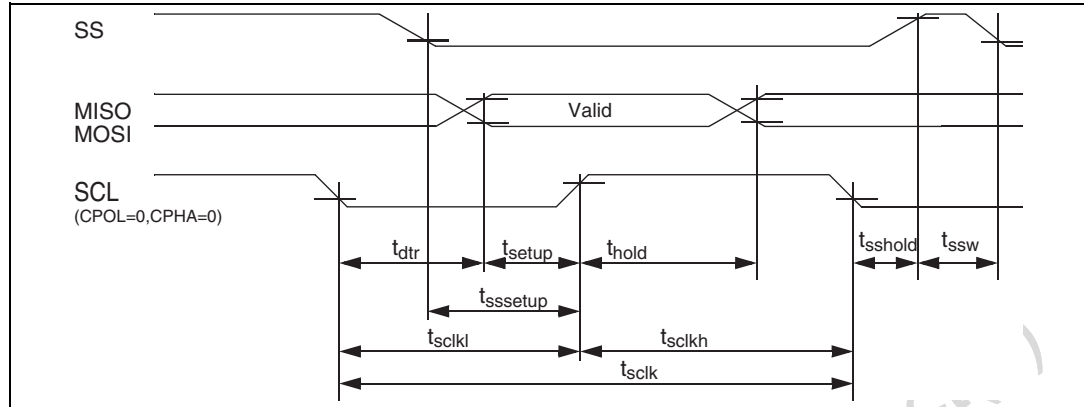 SS
MISO
MOSI
Valid
SCL
(CPOL=0,CPHA=0)
tdtr
tsetup
thold
tsshold
tssw
tsssetup
tsclkl
tsclkh
tsclk